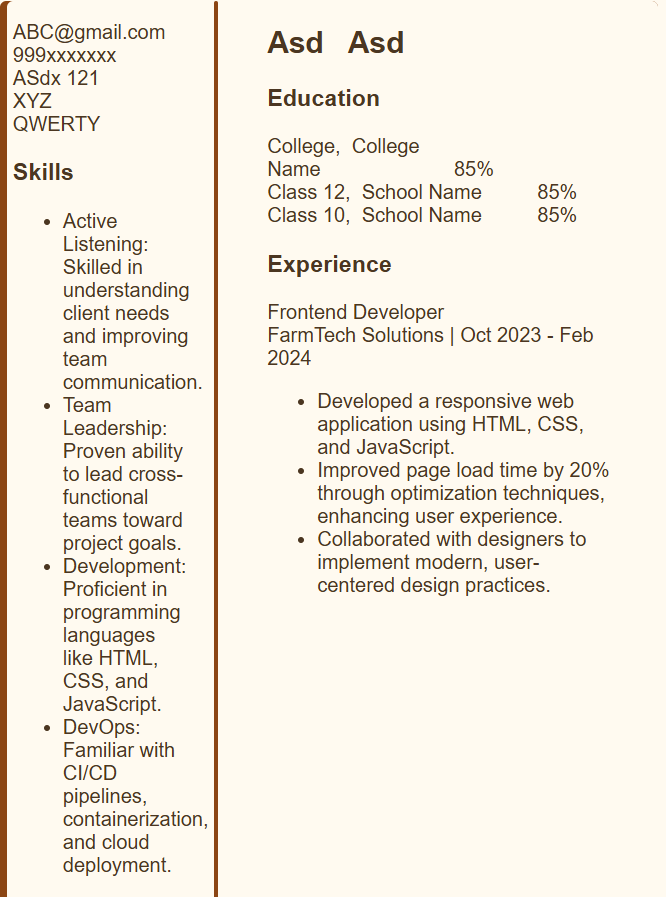 ABC@gmail.com
999xxxxxxx
ASdx 121
XYZ
QWERTY
Skills
• Active
Listening:
Skilled in
understanding
client needs
and improving
team
communication.
• Team
Leadership:
Proven ability
to lead cross-
functional
teams toward
project goals.
• Development:
Proficient in
programming
languages
like HTML,
CSS, and
JavaScript.
• DevOps:
Familiar with
CI/CD
pipelines,
containerization,
and cloud
deployment.
Asd Asd
Education
College, College
Name 85%
Class 12, School Name 85%
Class 10, School Name 85%
Experience
Frontend Developer
FarmTech Solutions | Oct 2023 - Feb
2024
• Developed a responsive web
application using HTML, CSS,
and JavaScript.
• Improved page load time by 20%
through optimization techniques,
enhancing user experience.
• Collaborated with designers to
implement modern, user-
centered design practices.